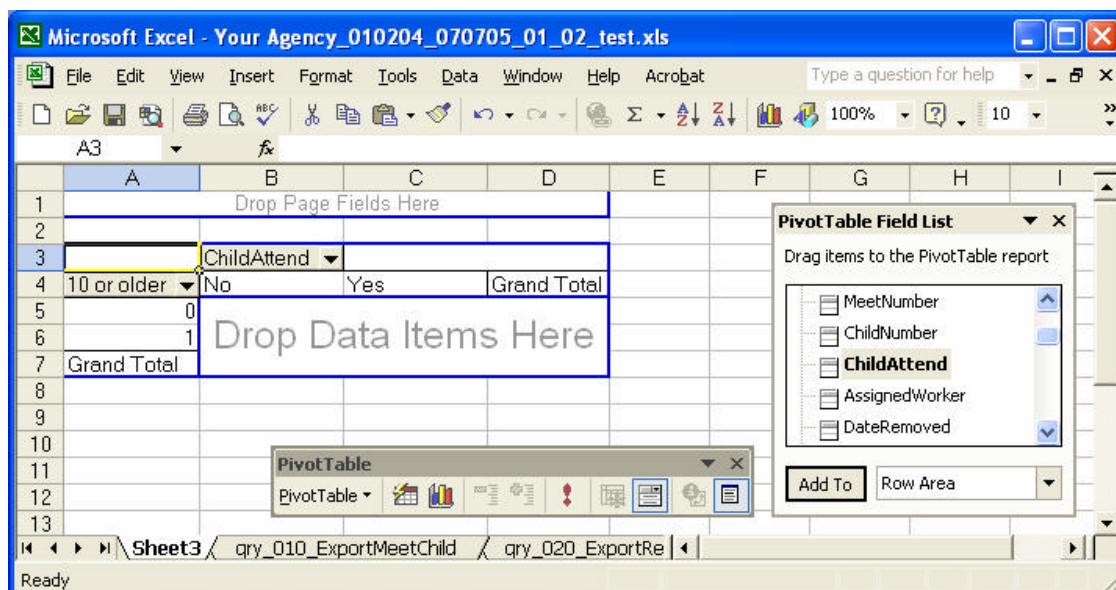 Microsoft Excel - Your Agency_010204_070705_01_02_test.xls
File Edit View Insert Format Tools Data Window Help Acrobat Type a question for help
ABC Σ A Z Z A 100% ? 10
A3 fx
A B C D E F G H I
1 Drop Page Fields Here
2
3 ChildAttend
4 10 or older No Yes Grand Total
5 0
6 1
Drop Data Items Here
7 Grand Total
8
9
10
11
12
13
PivotTable Field List
Drag items to the PivotTable report
MeetNumber
ChildNumber
ChildAttend
AssignedWorker
DateRemoved
Add To Row Area
PivotTable
PivotTable
Sheet3 qry_010_ExportMeetChild qry_020_ExportRe
Ready